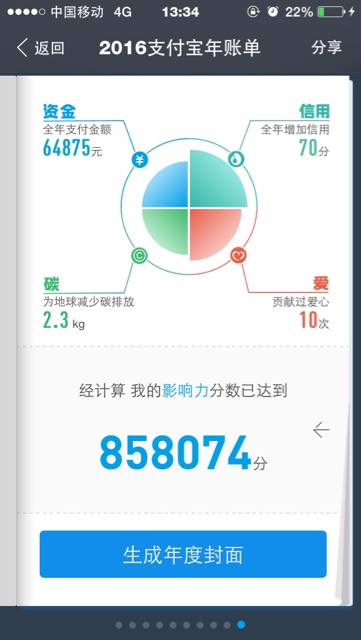 中国移动 4G 13:34 22%
返回 2016支付宝年账单 分享
资金
全年支付金额
64875元
信用
全年增加信用
70分
¥
C
碳
为地球减少碳排放
2.3 kg
爱
贡献过爱心
10次
经计算 我的影响力分数已达到
858074分
生成年度封面